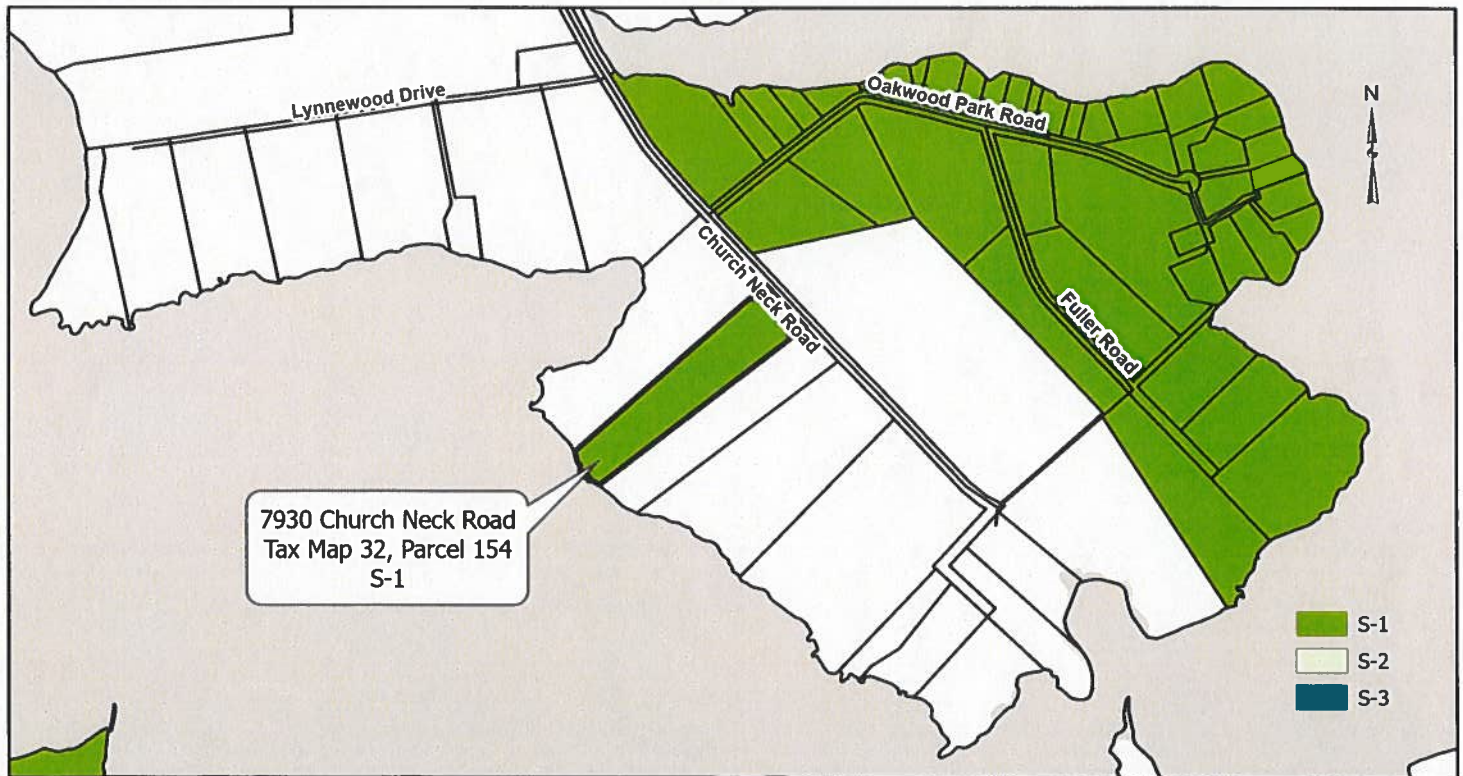 Lynnewood Drive
Oakwood Park Road
N
Church Neck Road
Fuller Road
7930 Church Neck Road
Tax Map 32, Parcel 154
S-1
S-1
S-2
S-3